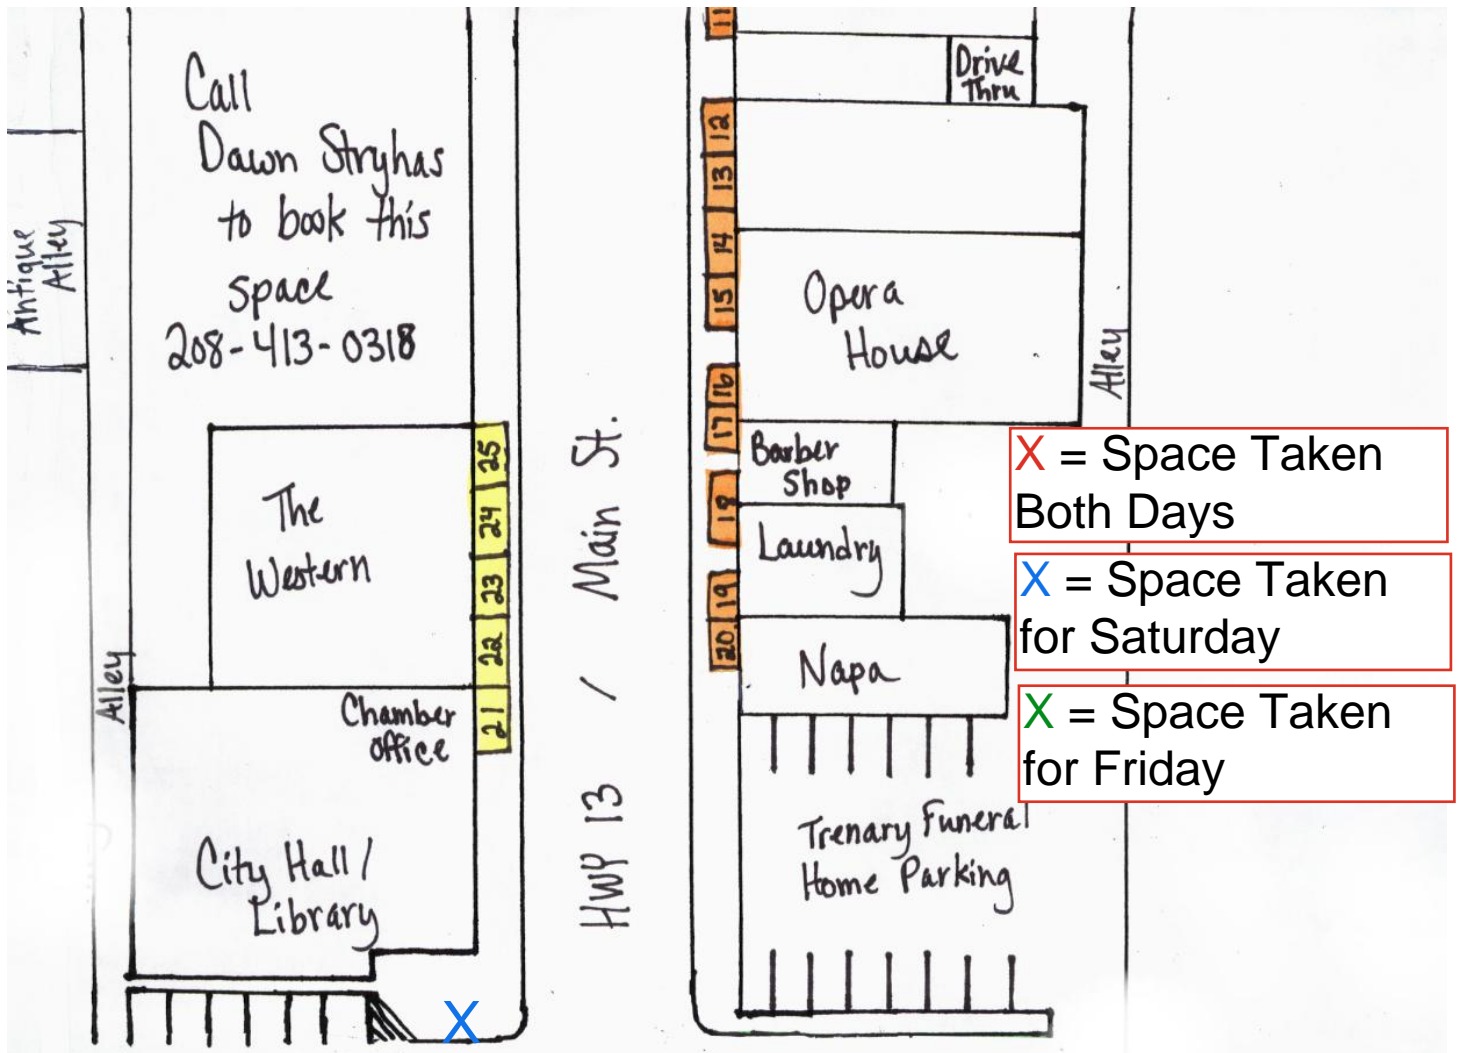 Call
Dawn Stryhas
to book this
space
208-413-0318
Antique
Alley
Alley
The
Western
Chamber
office
City Hall /
Library
25
24
23
22
21
X
HWY 13 / Main St.
11
12
13
14
15
16
17
18
19
20
Drive
Thru
Opera
House
Barber
Shop
Laundry
Napa
Trenary Funeral
Home Parking
Alley
X = Space Taken
Both Days
X = Space Taken
for Saturday
X = Space Taken
for Friday